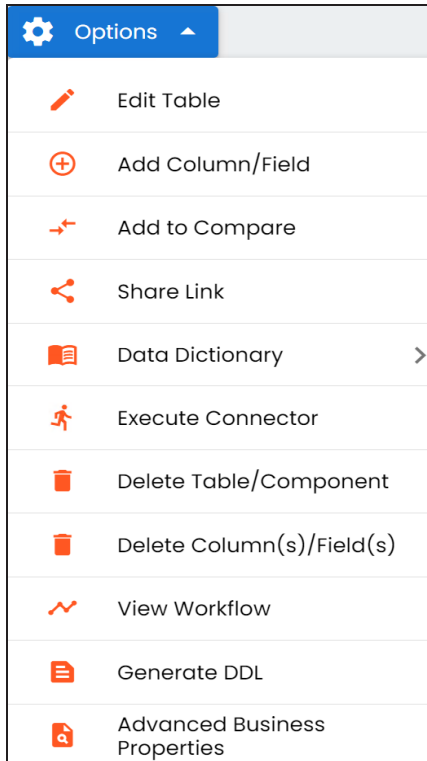 Options
Edit Table
Add Column/Field
Add to Compare
Share Link
Data Dictionary
Execute Connector
Delete Table/Component
Delete Column(s)/Field(s)
View Workflow
Generate DDL
Advanced Business
Properties